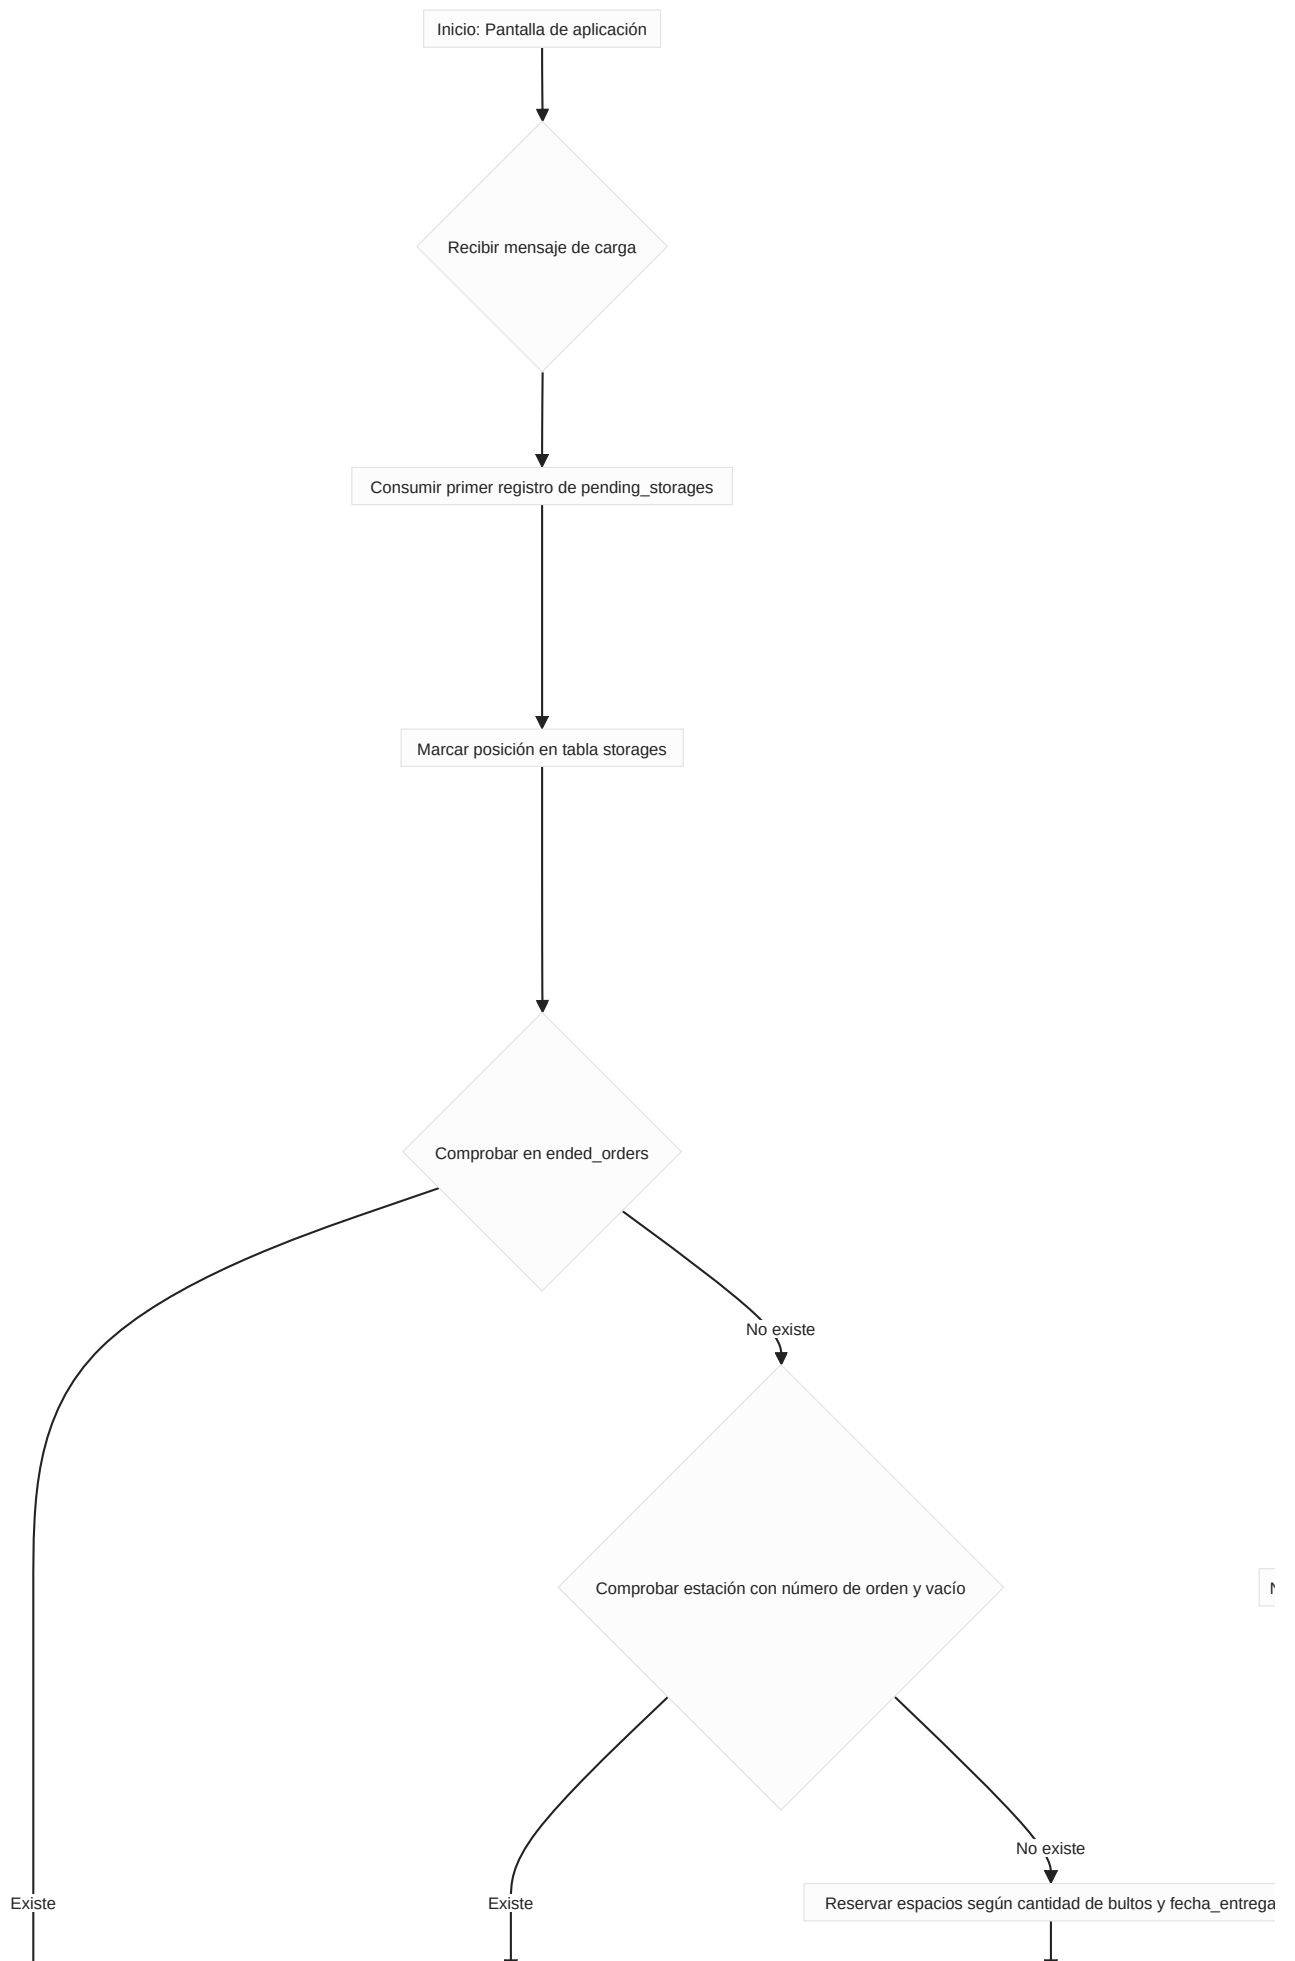 Inicio: Pantalla de aplicación
Recibir mensaje de carga
Consumir primer registro de pending_storages
Marcar posición en tabla storages
Comprobar en ended_orders
No existe
Comprobar estación con número de orden y vacío
No existe
Existe
Existe
Reservar espacios según cantidad de bultos y fecha_entrega